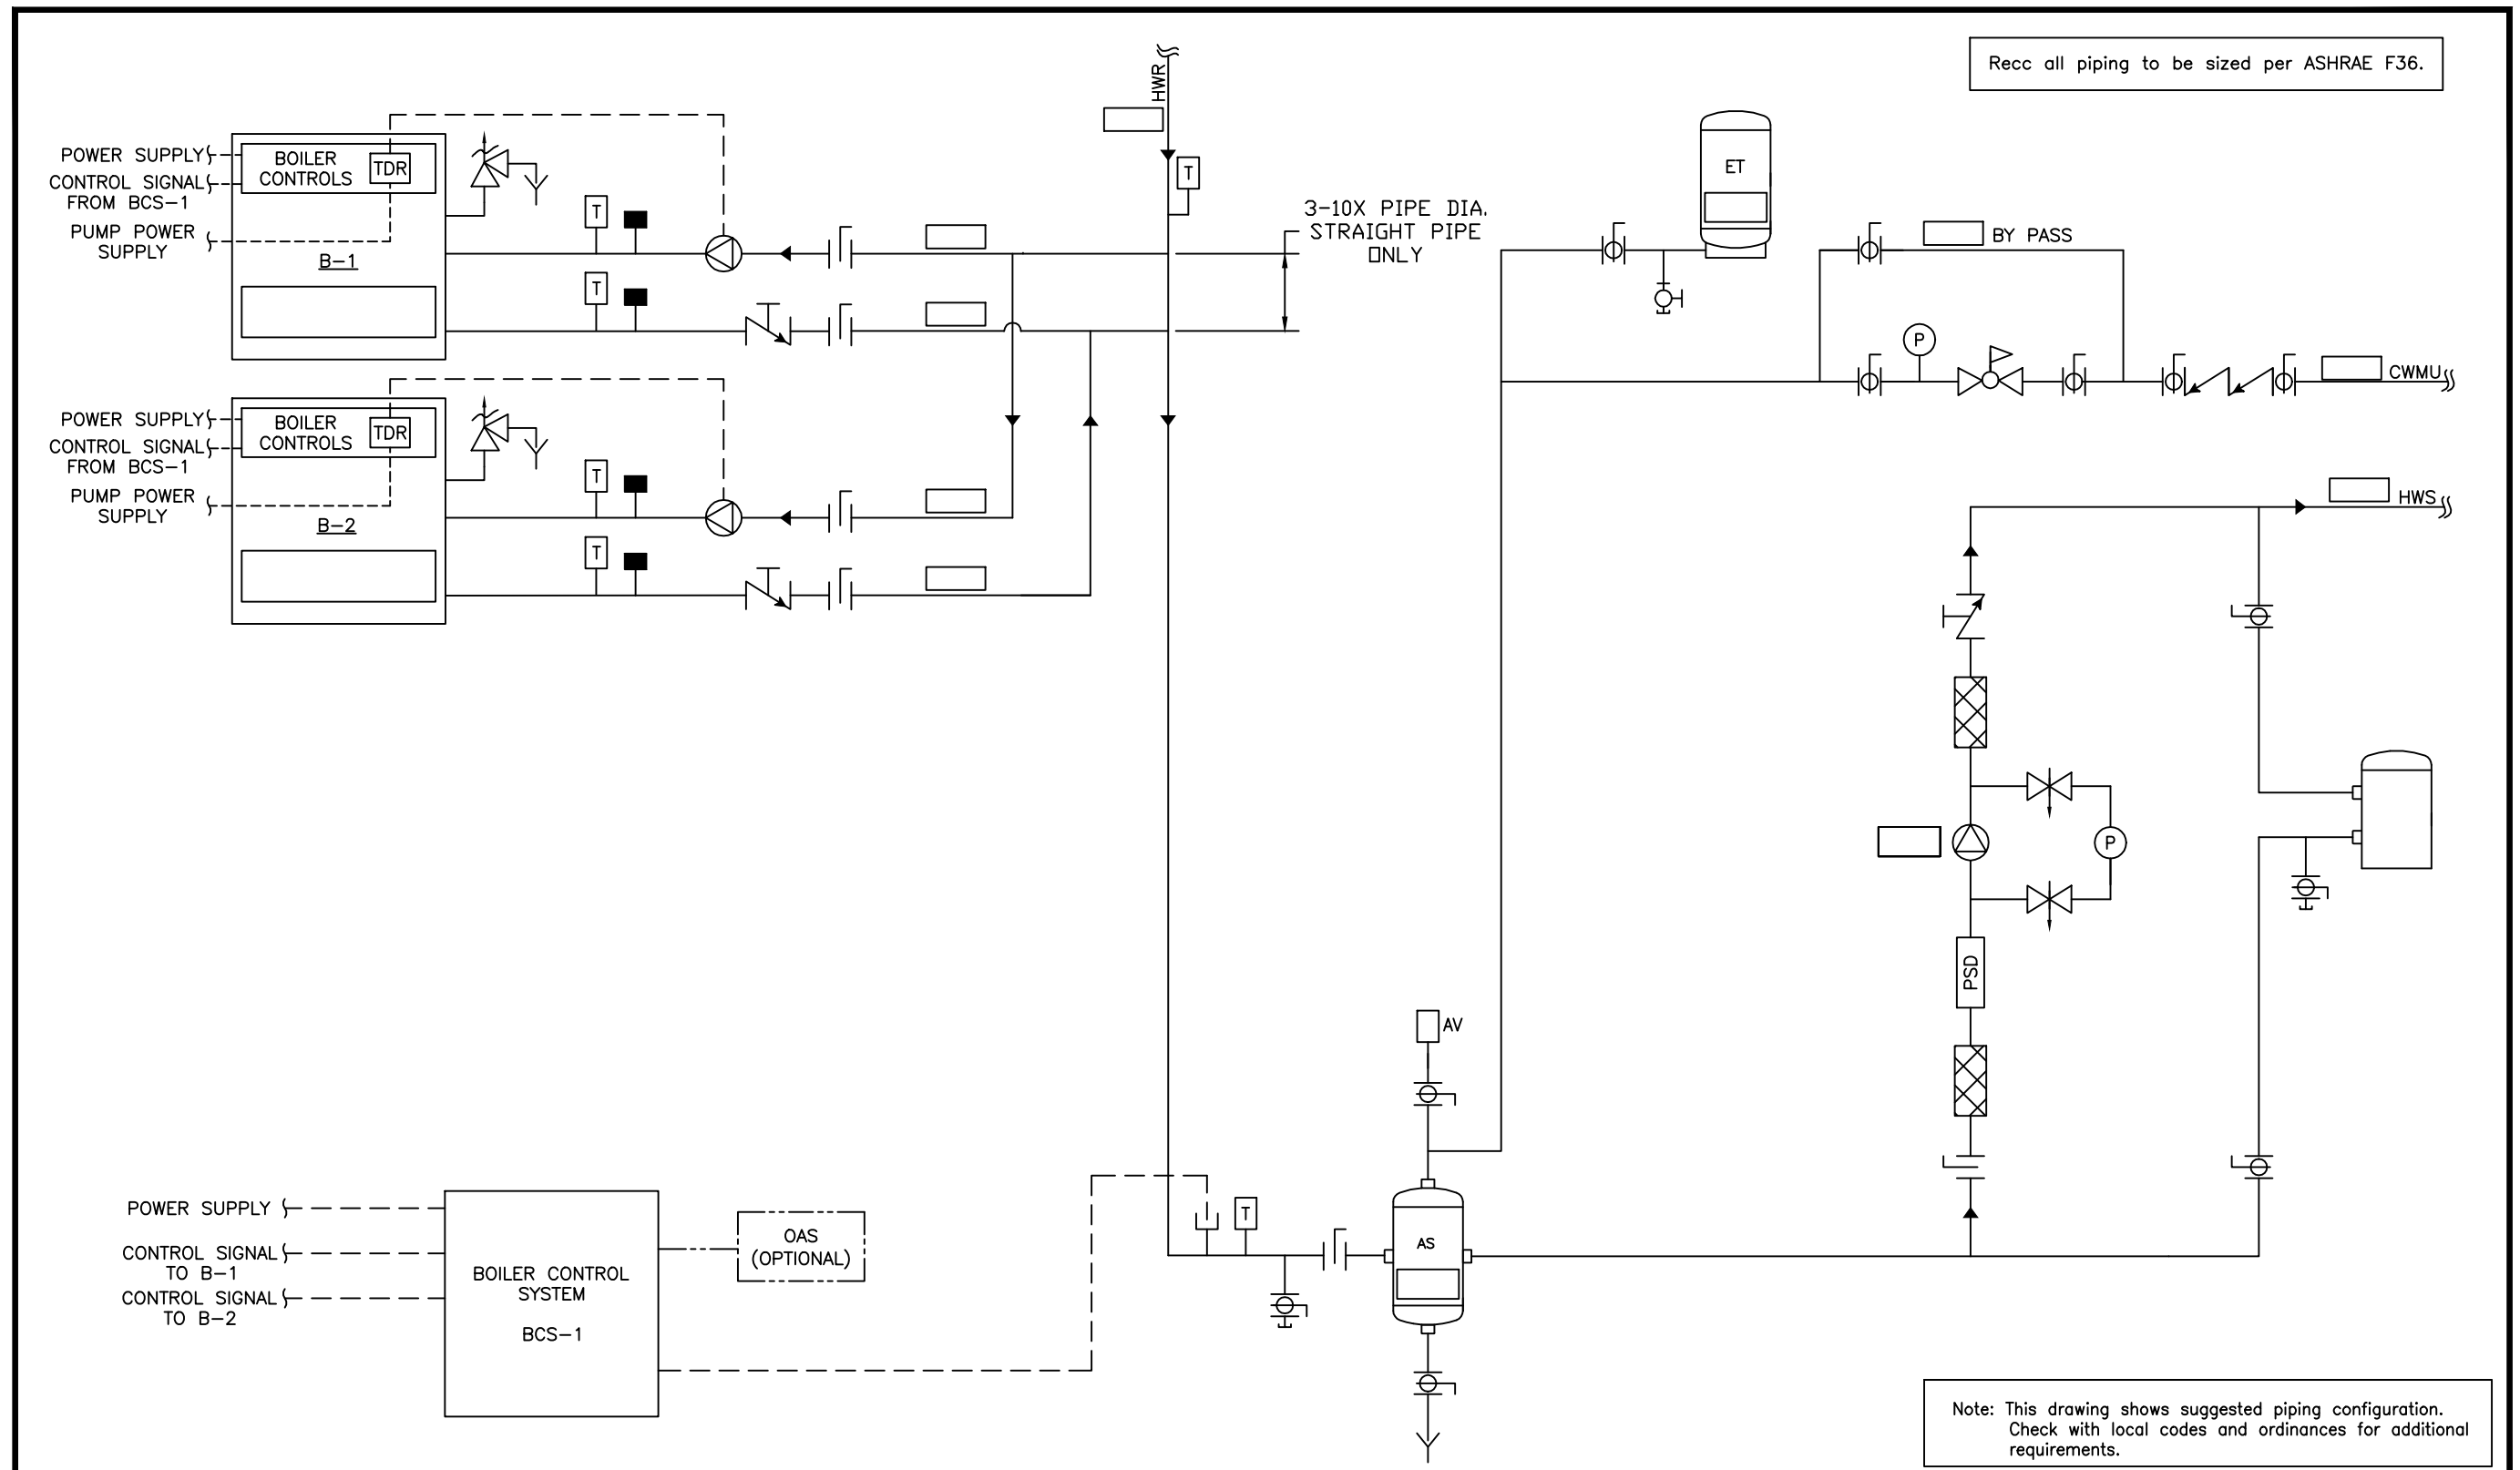 Recc all piping to be sized per ASHRAE F36.
HWR
T
POWER SUPPLY
CONTROL SIGNAL
FROM BCS-1
PUMP POWER
SUPPLY
BOILER
CONTROLS
TDR
B-1
T
T
3-10X PIPE DIA.
STRAIGHT PIPE
ONLY
ET
BY PASS
P
CWMU
POWER SUPPLY
CONTROL SIGNAL
FROM BCS-1
PUMP POWER
SUPPLY
BOILER
CONTROLS
TDR
B-2
T
T
HWS
P
PSD
AV
AS
T
POWER SUPPLY
CONTROL SIGNAL
TO B-1
CONTROL SIGNAL
TO B-2
BOILER CONTROL
SYSTEM
BCS-1
OAS
(OPTIONAL)
Note: This drawing shows suggested piping configuration.
Check with local codes and ordinances for additional
requirements.